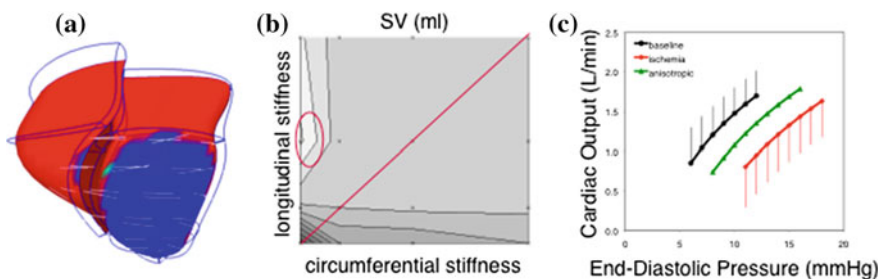 (a)
(b)
SV (ml)
longitudinal stiffness
circumferential stiffness
(c)
Cardiac Output (L/min)
2.5
2.0
1.5
1.0
0.5
0.0
baseline
ischemia
anisotropic
0
5
10
15
20
End-Diastolic Pressure (mmHg)